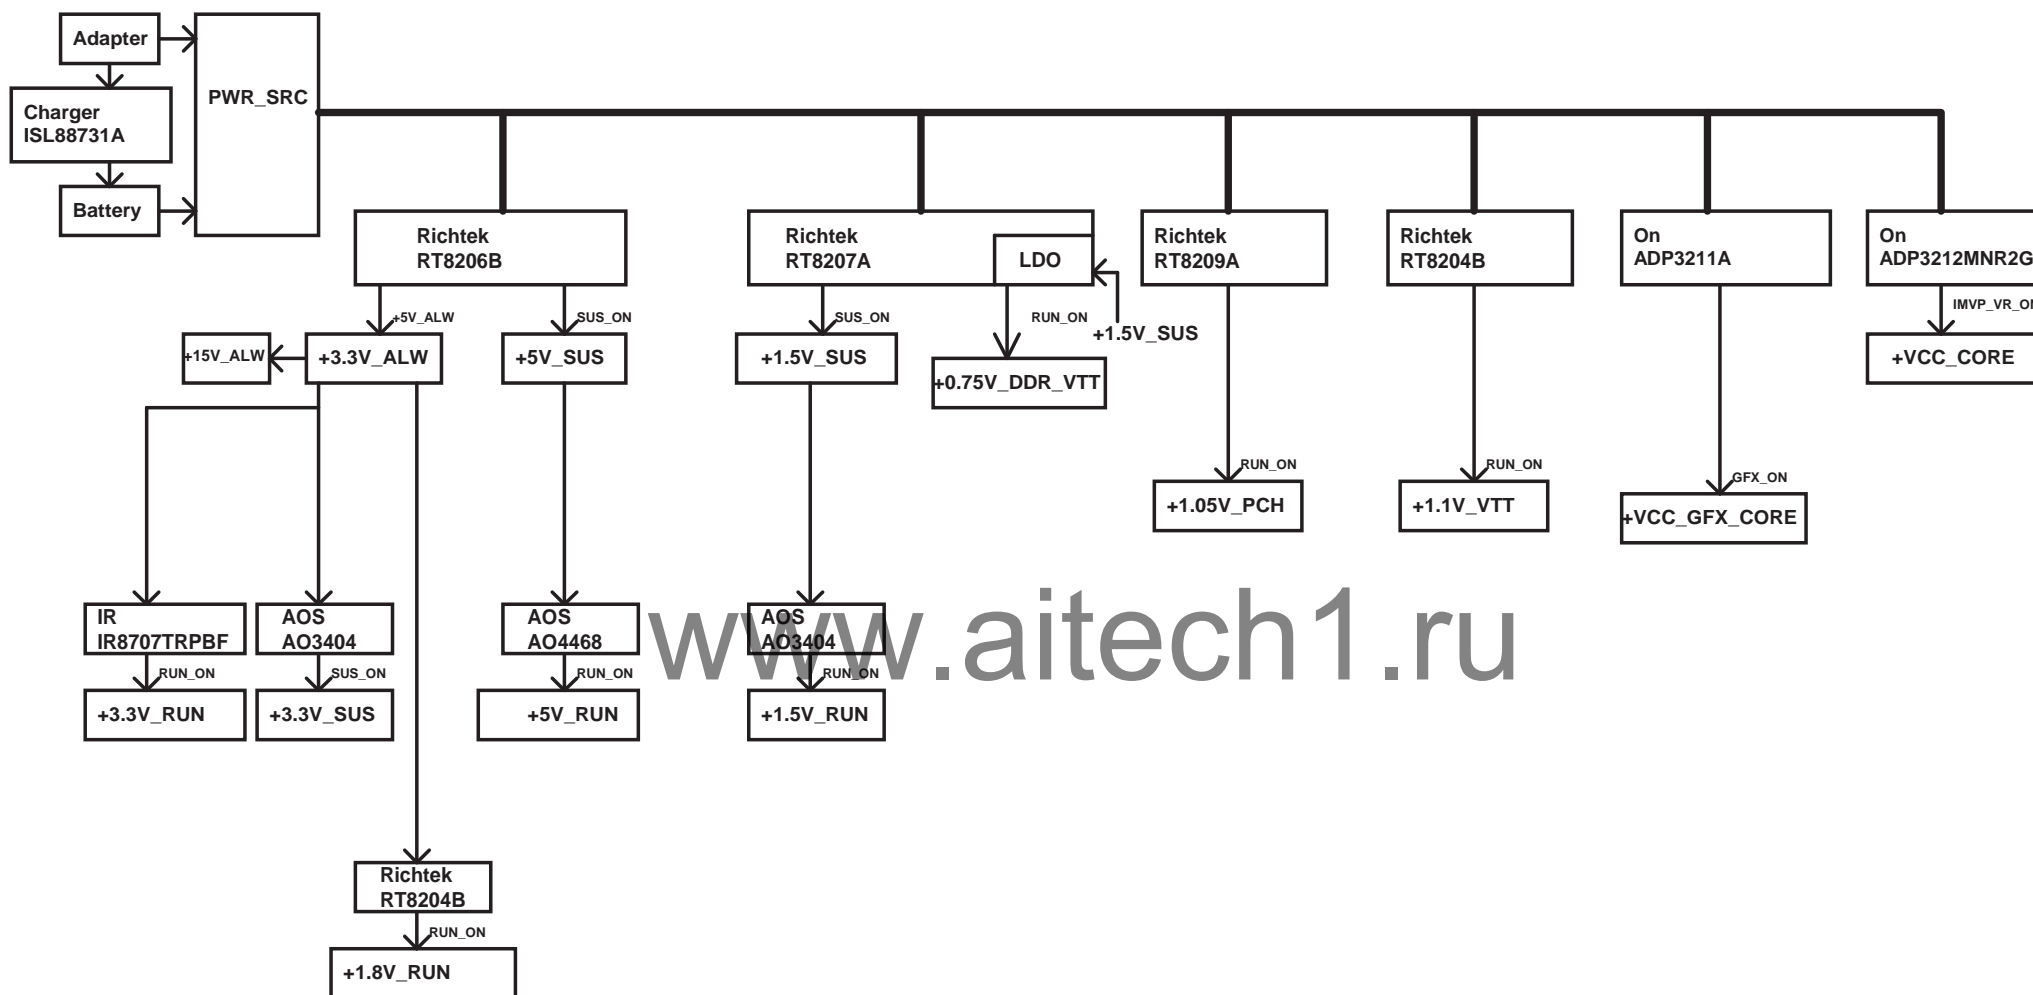 Adapter
PWR_SRC
Charger
ISL88731A
Battery
Richtek
RT8206B
Richtek
RT8207A
LDO
Richtek
RT8209A
Richtek
RT8204B
On
ADP3211A
On
ADP3212MNR2G
+5V_ALW
SUS_ON
SUS_ON
RUN_ON
+1.5V_SUS
+15V_ALW
+3.3V_ALW
+5V_SUS
+1.5V_SUS
+0.75V_DDR_VTT
+VCC_CORE
RUN_ON
RUN_ON
GFX_ON
+1.05V_PCH
+1.1V_VTT
+VCC_GFX_CORE
IR
IR8707TRPBF
AOS
AO3404
AOS
AO4468
AOS
AO3404
www.aitech1.ru
RUN_ON
SUS_ON
RUN_ON
RUN_ON
+3.3V_RUN
+3.3V_SUS
+5V_RUN
+1.5V_RUN
Richtek
RT8204B
RUN_ON
+1.8V_RUN